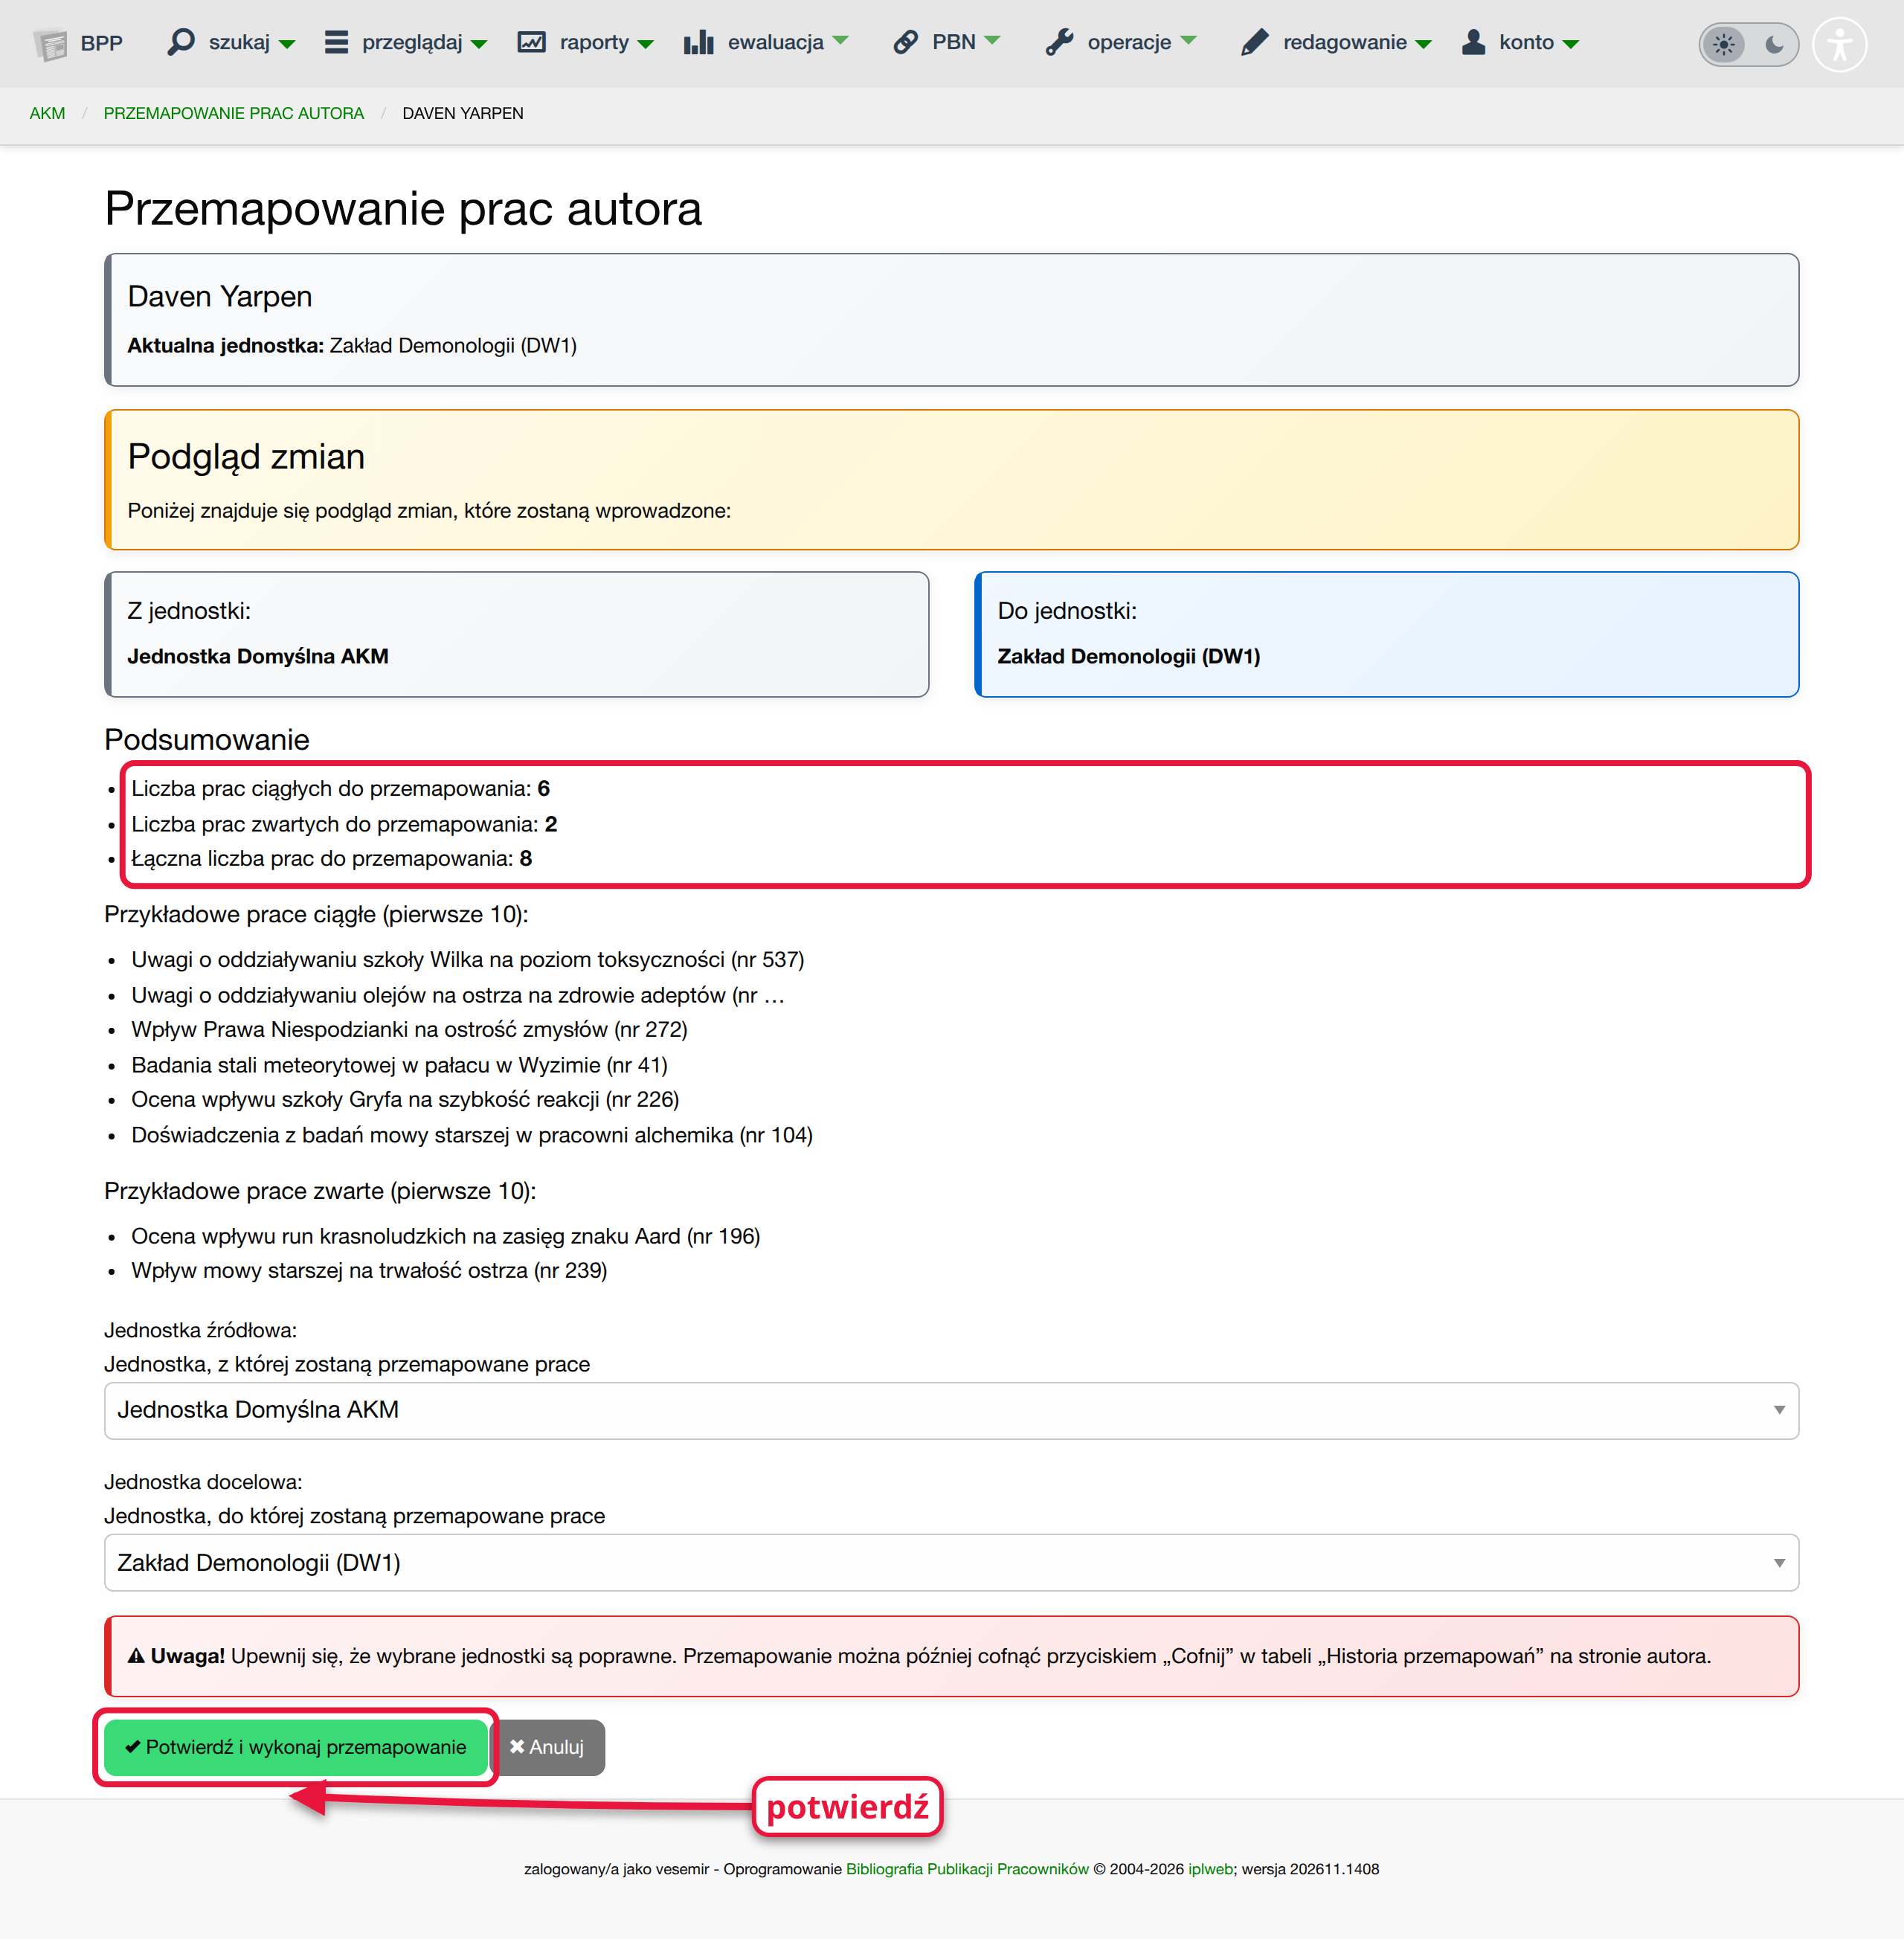 BPP szukaj przeglądaj raporty ewaluacja PBN operacje redagowanie konto
AKM / PRZEMAPOWANIE PRAC AUTORA / DAVEN YARPEN
Przemapowanie prac autora
Daven Yarpen
Aktualna jednostka: Zakład Demonologii (DW1)
Podgląd zmian
Poniżej znajduje się podgląd zmian, które zostaną wprowadzone:
Z jednostki:
Jednostka Domyślna AKM
Do jednostki:
Zakład Demonologii (DW1)
Podsumowanie
Liczba prac ciągłych do przemapowania: 6
Liczba prac zwartych do przemapowania: 2
Łączna liczba prac do przemapowania: 8
Przykładowe prace ciągłe (pierwsze 10):
Uwagi o oddziaływaniu szkoły Wilka na poziom toksyczności (nr 537)
Uwagi o oddziaływaniu olejów na ostrza na zdrowie adeptów (nr …
Wpływ Prawa Niespodzianki na ostrość zmysłów (nr 272)
Badania stali meteorytowej w pałacu w Wyzimie (nr 41)
Ocena wpływu szkoły Gryfa na szybkość reakcji (nr 226)
Doświadczenia z badań mowy starszej w pracowni alchemika (nr 104)
Przykładowe prace zwarte (pierwsze 10):
Ocena wpływu run krasnoludzkich na zasięg znaku Aard (nr 196)
Wpływ mowy starszej na trwałość ostrza (nr 239)
Jednostka źródłowa:
Jednostka, z której zostaną przemapowane prace
Jednostka Domyślna AKM
Jednostka docelowa:
Jednostka, do której zostaną przemapowane prace
Zakład Demonologii (DW1)
Uwaga! Upewnij się, że wybrane jednostki są poprawne. Przemapowanie można później cofnąć przyciskiem „Cofnij” w tabeli „Historia przemapowań” na stronie autora.
Potwierdź i wykonaj przemapowanie
Anuluj
potwierdź
zalogowany/a jako vesemir - Oprogramowanie Bibliografia Publikacji Pracowników © 2004-2026 iplweb; wersja 202611.1408